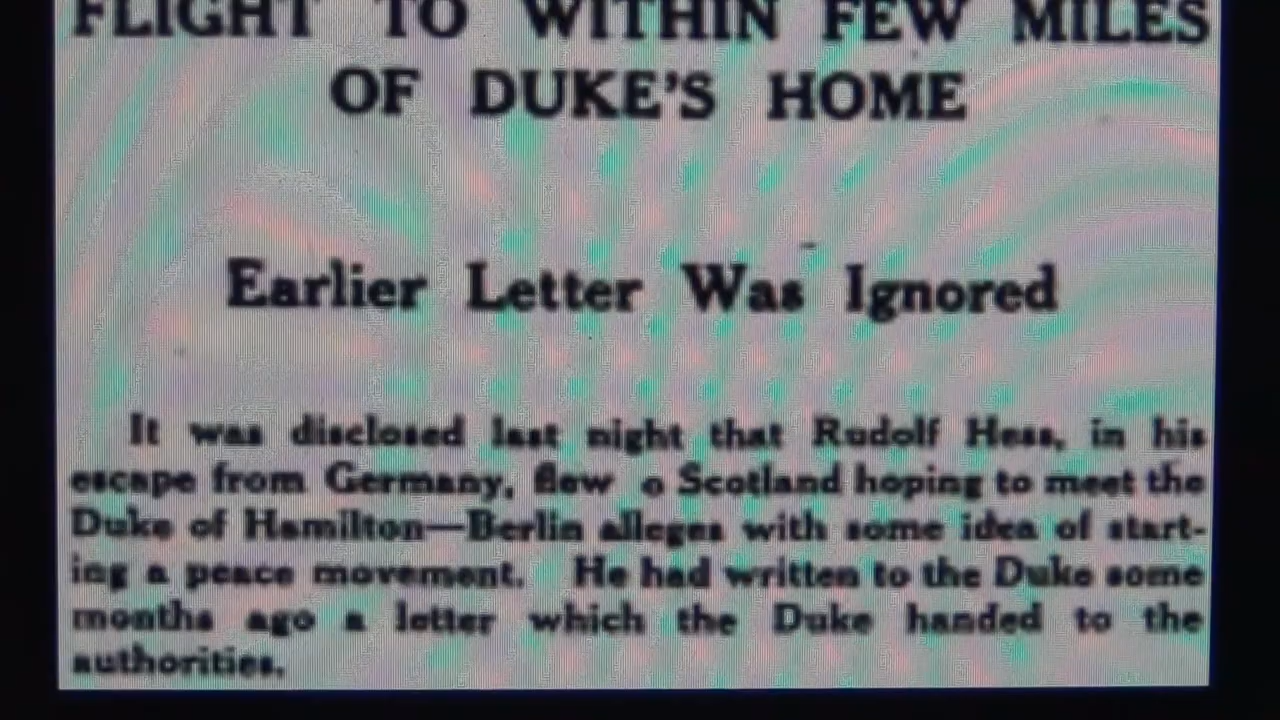 FLIGHT TO WITHIN FEW MILES
OF DUKE'S HOME
Earlier Letter Was Ignored
It was disclosed last night that Rudolf Hess, in his
escape from Germany, flew o Scotland hoping to meet the
Duke of Hamilton—Berlin alleges with some idea of start-
ing a peace movement. He had written to the Duke some
months ago a letter which the Duke handed to the
authorities.